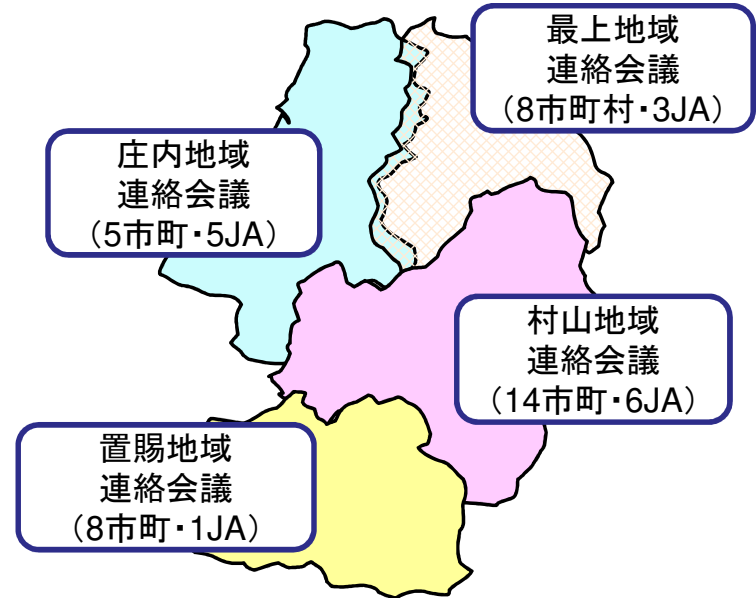 最上地域
連絡会議
（8市町村・3JA）
庄内地域
連絡会議
（5市町・5JA）
村山地域
連絡会議
（14市町・6JA）
置賜地域
連絡会議
（8市町・1JA）